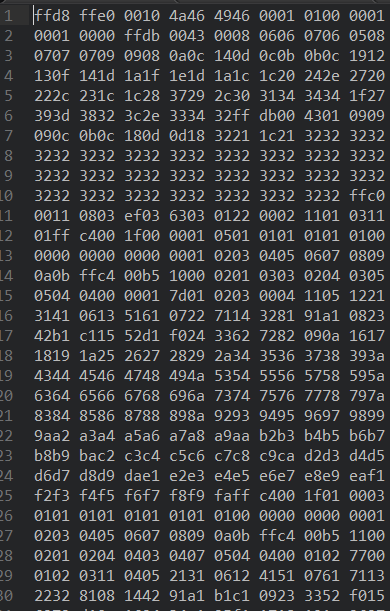 1 ffd8 ffe0 0010 4a46 4946 0001 0100 0001
2 0001 0000 ffdb 0043 0008 0606 0706 0508
3 0707 0709 0908 0a0c 140d 0c0b 0b0c 1912
4 130f 141d 1a1f 1e1d 1a1c 1c20 242e 2720
5 222c 231c 1c28 3729 2c30 3134 3434 1f27
6 393d 3832 3c2e 3334 32ff db00 4301 0909
7 090c 0b0c 180d 0d18 3221 1c21 3232 3232
8 3232 3232 3232 3232 3232 3232 3232 3232
9 3232 3232 3232 3232 3232 3232 3232 3232
10 3232 3232 3232 3232 3232 3232 3232 ffc0
11 0011 0803 ef03 6303 0122 0002 1101 0311
12 01ff c400 1f00 0001 0501 0101 0101 0100
13 0000 0000 0000 0001 0203 0405 0607 0809
14 0a0b ffc4 00b5 1000 0201 0303 0204 0305
15 0504 0400 0001 7d01 0203 0004 1105 1221
16 3141 0613 5161 0722 7114 3281 91a1 0823
17 42b1 c115 52d1 f024 3362 7282 090a 1617
18 1819 1a25 2627 2829 2a34 3536 3738 393a
19 4344 4546 4748 494a 5354 5556 5758 595a
20 6364 6566 6768 696a 7374 7576 7778 797a
21 8384 8586 8788 898a 9293 9495 9697 9899
22 9aa2 a3a4 a5a6 a7a8 a9aa b2b3 b4b5 b6b7
23 b8b9 bac2 c3c4 c5c6 c7c8 c9ca d2d3 d4d5
24 d6d7 d8d9 dae1 e2e3 e4e5 e6e7 e8e9 eaf1
25 f2f3 f4f5 f6f7 f8f9 faff c400 1f01 0003
26 0101 0101 0101 0101 0100 0000 0000 0001
27 0203 0405 0607 0809 0a0b ffc4 00b5 1100
28 0201 0204 0403 0407 0504 0400 0102 7700
29 0102 0311 0405 2131 0612 4151 0761 7113
30 2232 8108 1442 91a1 b1c1 0923 3352 f015